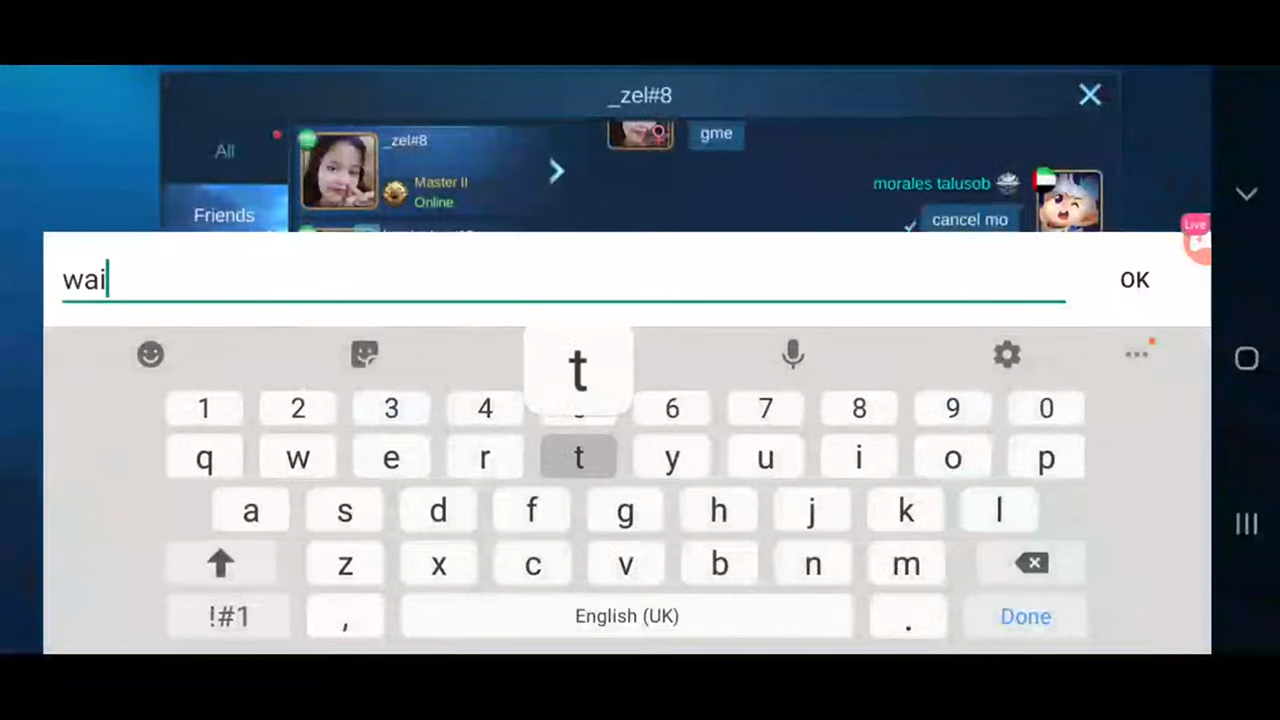 _zel#8
All
_zel#8
gme
Master II
Online
morales talusob
Friends
cancel mo
Live
wai
OK
t
1 2 3 4 6 7 8 9 0
q w e r t y u i o p
a s d f g h j k l
z x c v b n m
!#1 , English (UK) . Done